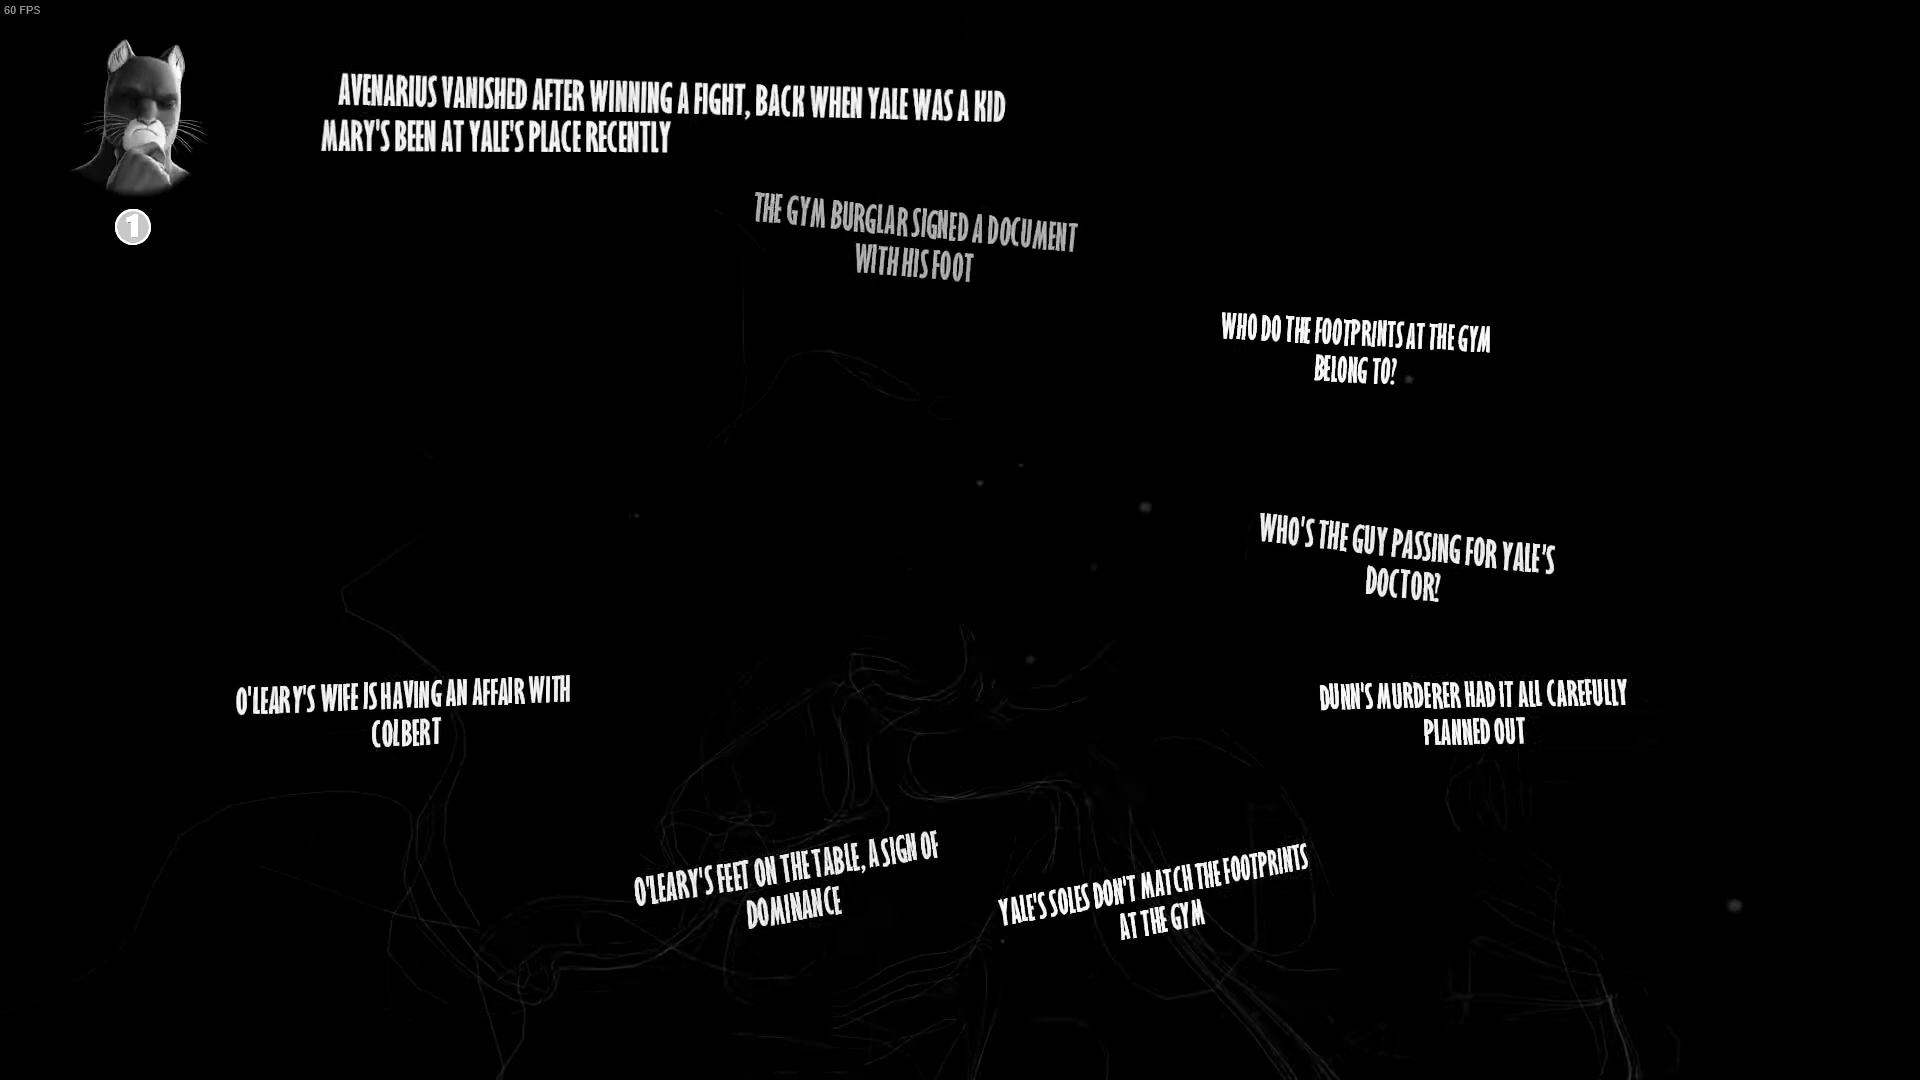 60 FPS
AVENARIUS VANISHED AFTER WINNING A FIGHT, BACK WHEN YALE WAS A KID
MARY'S BEEN AT YALE'S PLACE RECENTLY
1
THE GYM BURGLAR SIGNED A DOCUMENT
WITH HIS FOOT
WHO DO THE FOOTPRINTS AT THE GYM
BELONG TO?
WHO'S THE GUY PASSING FOR YALE'S
DOCTOR?
O'LEARY'S WIFE IS HAVING AN AFFAIR WITH
COLBERT
DUNN'S MURDERER HAD IT ALL CAREFULLY
PLANNED OUT
O'LEARY'S FEET ON THE TABLE, A SIGN OF
DOMINANCE
YALE'S SOLES DON'T MATCH THE FOOTPRINTS
AT THE GYM